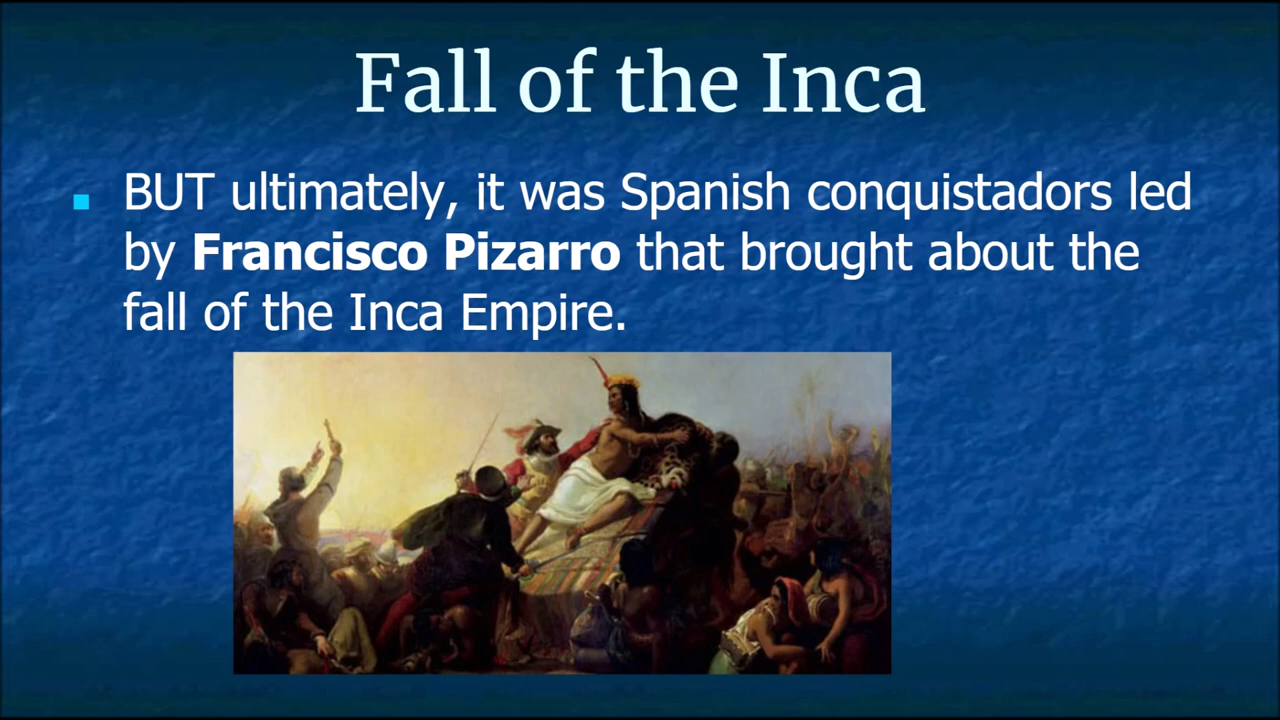 Fall of the Inca
BUT ultimately, it was Spanish conquistadors led
by Francisco Pizarro that brought about the
fall of the Inca Empire.